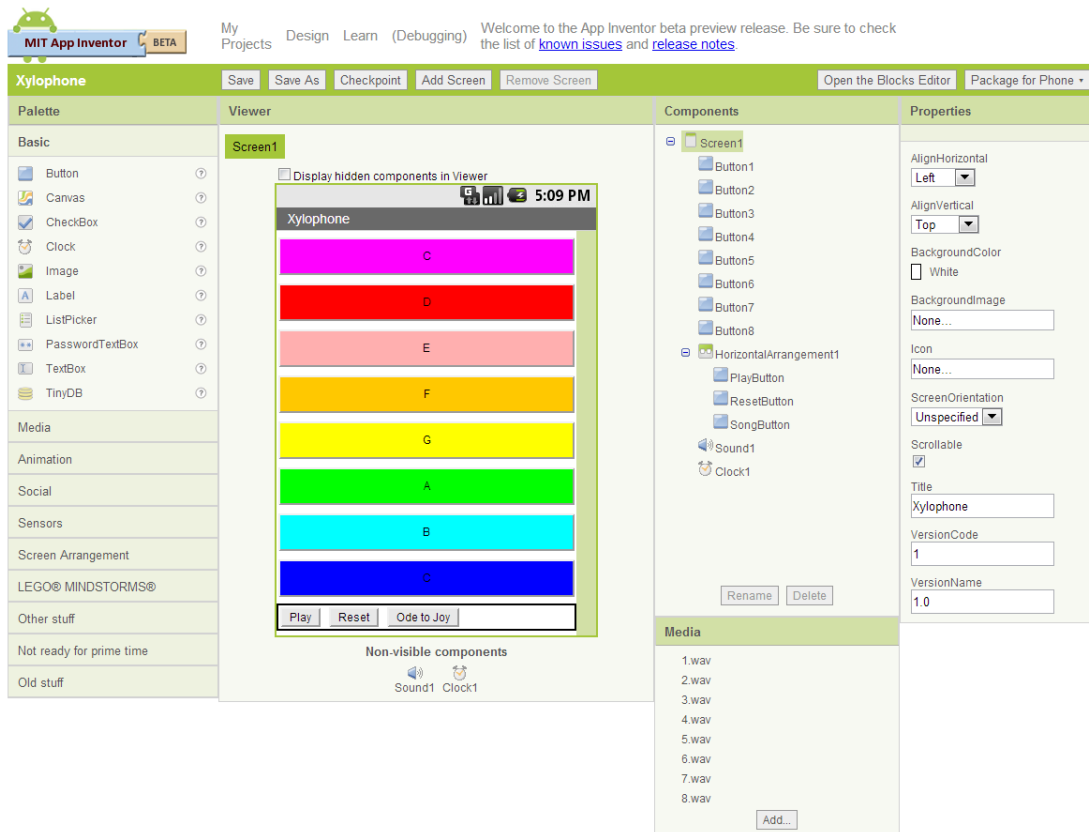 MIT App Inventor BETA
My Projects Design Learn (Debugging)
Welcome to the App Inventor beta preview release. Be sure to check
the list of known issues and release notes.
Xylophone
Save Save As Checkpoint Add Screen Remove Screen Open the Blocks Editor Package for Phone
Palette
Basic
Button ?
Canvas ?
CheckBox ?
Clock ?
Image ?
A Label ?
ListPicker ?
PasswordTextBox ?
TextBox ?
TinyDB ?
Media
Animation
Social
Sensors
Screen Arrangement
LEGO® MINDSTORMS®
Other stuff
Not ready for prime time
Old stuff
Viewer
Screen1
Display hidden components in Viewer
G 5:09 PM
Xylophone
C
D
E
F
G
A
B
C
Play Reset Ode to Joy
Non-visible components
Sound1 Clock1
Components
Screen1
Button1
Button2
Button3
Button4
Button5
Button6
Button7
Button8
HorizontalArrangement1
PlayButton
ResetButton
SongButton
Sound1
Clock1
Rename Delete
Media
1.wav
2.wav
3.wav
4.wav
5.wav
6.wav
7.wav
8.wav
Add...
Properties
AlignHorizontal
Left
AlignVertical
Top
BackgroundColor
White
BackgroundImage
None...
Icon
None...
ScreenOrientation
Unspecified
Scrollable
Title
Xylophone
VersionCode
1
VersionName
1.0